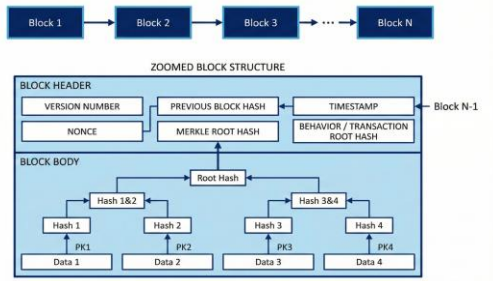 Block 1 Block 2 Block 3 ... Block N
ZOOMED BLOCK STRUCTURE
BLOCK HEADER
VERSION NUMBER PREVIOUS BLOCK HASH TIMESTAMP Block N-1
NONCE MERKLE ROOT HASH BEHAVIOR / TRANSACTION
ROOT HASH
BLOCK BODY
Root Hash
Hash 1&2 Hash 3&4
Hash 1 Hash 2 Hash 3 Hash 4
PK1 PK2 PK3 PK4
Data 1 Data 2 Data 3 Data 4